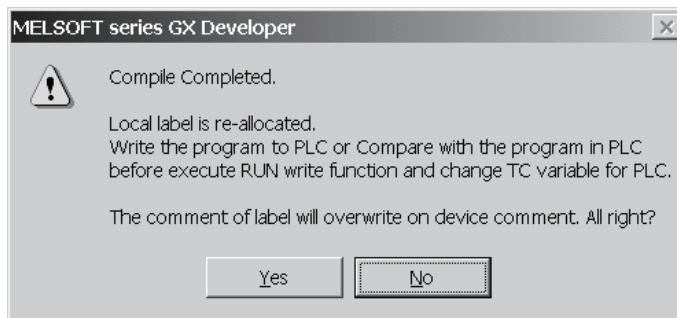 MELSOFT series GX Developer
Compile Completed.
Local label is re-allocated.
Write the program to PLC or Compare with the program in PLC
before execute RUN write function and change TC variable for PLC.
The comment of label will overwrite on device comment. All right?
Yes
No